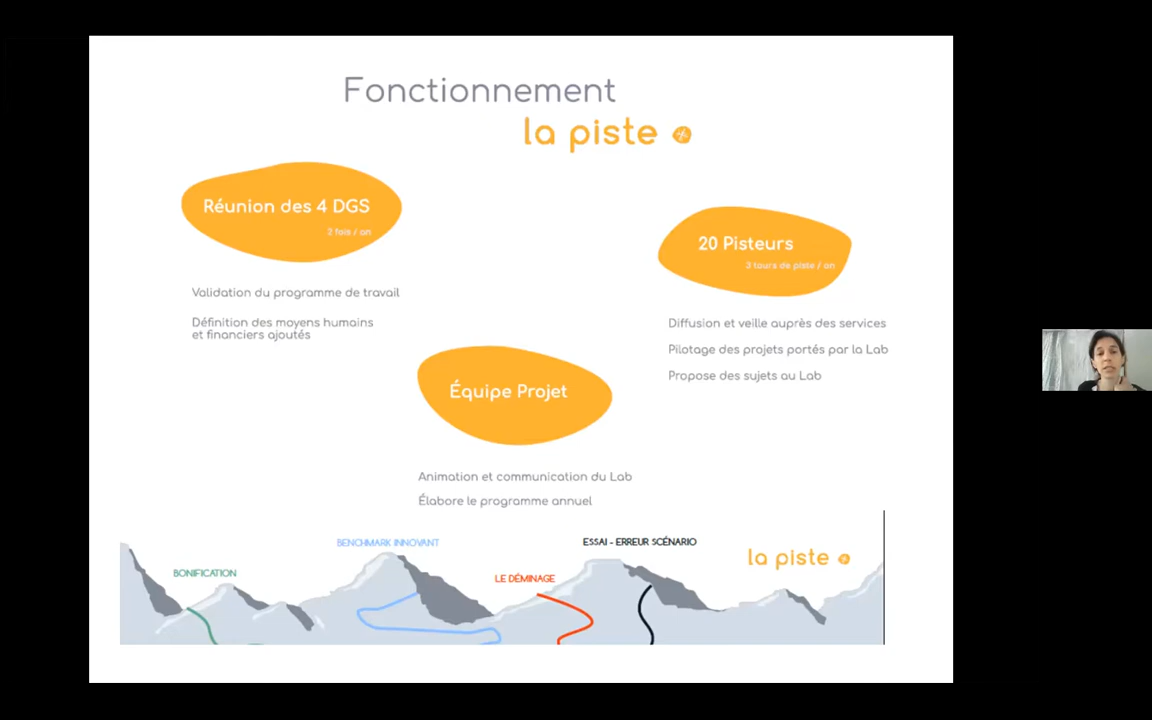 Fonctionnement
la piste
Réunion des 4 DGS
2 fois / an
Validation du programme de travail
Définition des moyens humains
et financiers ajoutés
20 Pisteurs
3 tours de piste / an
Diffusion et veille auprès des services
Pilotage des projets portés par la Lab
Propose des sujets au Lab
Équipe Projet
Animation et communication du Lab
Élabore le programme annuel
BONIFICATION
BENCHMARK INNOVANT
LE DÉMINAGE
ESSAI - ERREUR SCÉNARIO
la piste